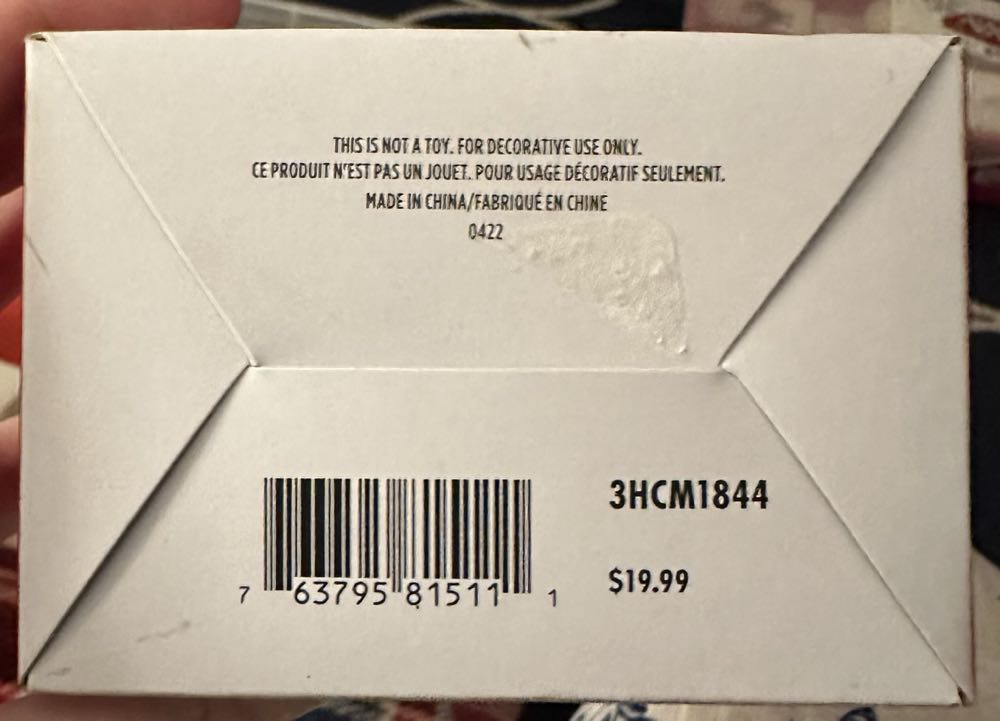 THIS IS NOT A TOY. FOR DECORATIVE USE ONLY.
CE PRODUIT N'EST PAS UN JOUET. POUR USAGE DÉCORATIF SEULEMENT.
MADE IN CHINA/FABRIQUÉ EN CHINE
0422
3HCM1844
$19.99
7 63795 81511 1